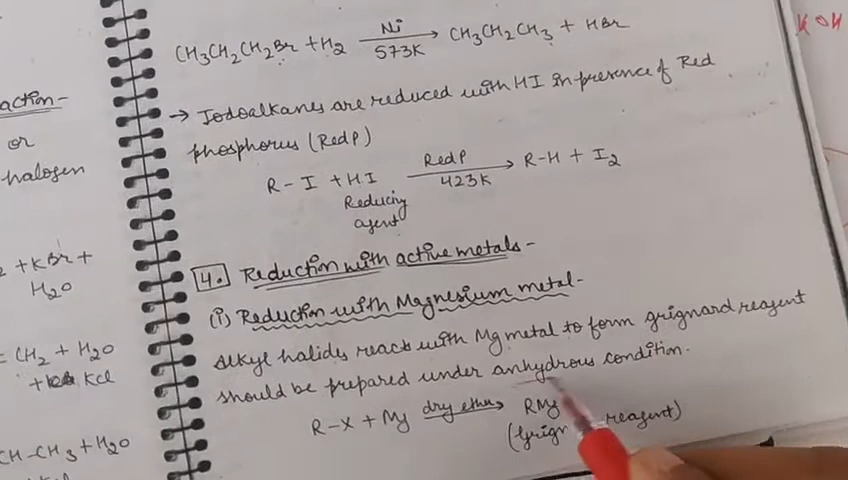 CH3CH2CH2Br + H2 Ni 573K → CH3CH2CH3 + HBr
KOH
→ Iodoalkanes are reduced with HI in presence of Red
phosphorus (Red P)
R-I + HI Red P 423K → R-H + I2
Reducing
agent
4. Reduction with active metals-
(i) Reduction with Magnesium metal-
Alkyl halides react with Mg metal to form grignard reagent
should be prepared under anhydrous condition.
R-X + Mg dry ether → RMg
reagent)
action-
or
halogen
+ KBr +
H2O
= CH2 + H2O
+ KCl
CH-CH3 + H2O